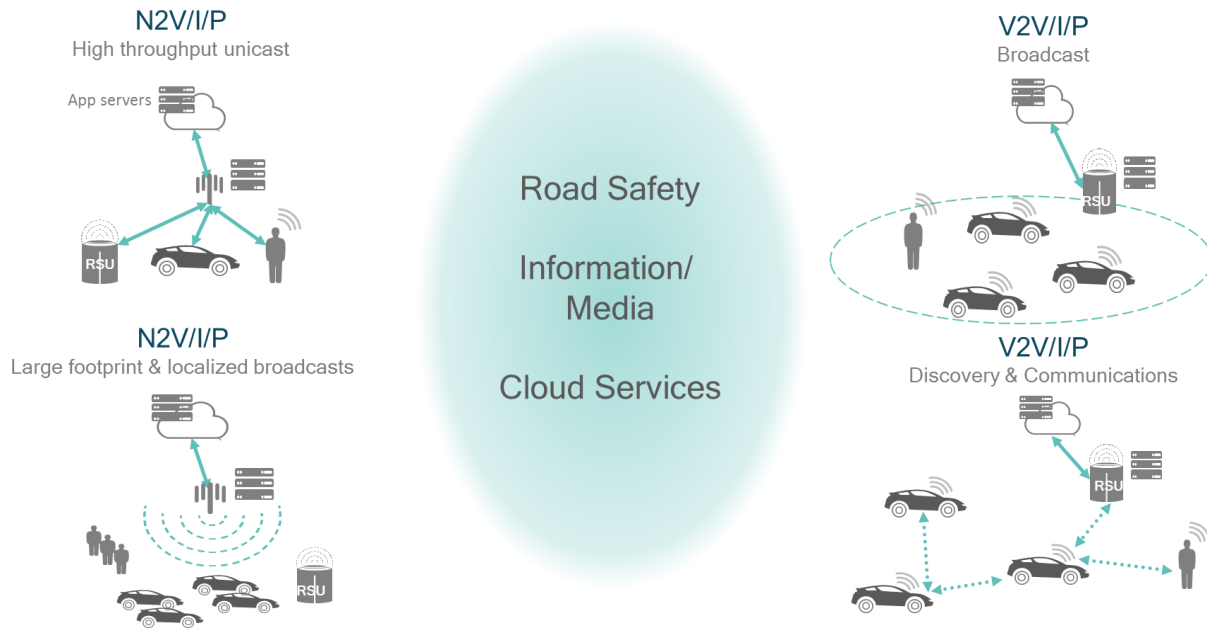 N2V/I/P
High throughput unicast
App servers
RSU
N2V/I/P
Large footprint & localized broadcasts
RSU
Road Safety
Information/
Media
Cloud Services
V2V/I/P
Broadcast
RSU
V2V/I/P
Discovery & Communications
RSU